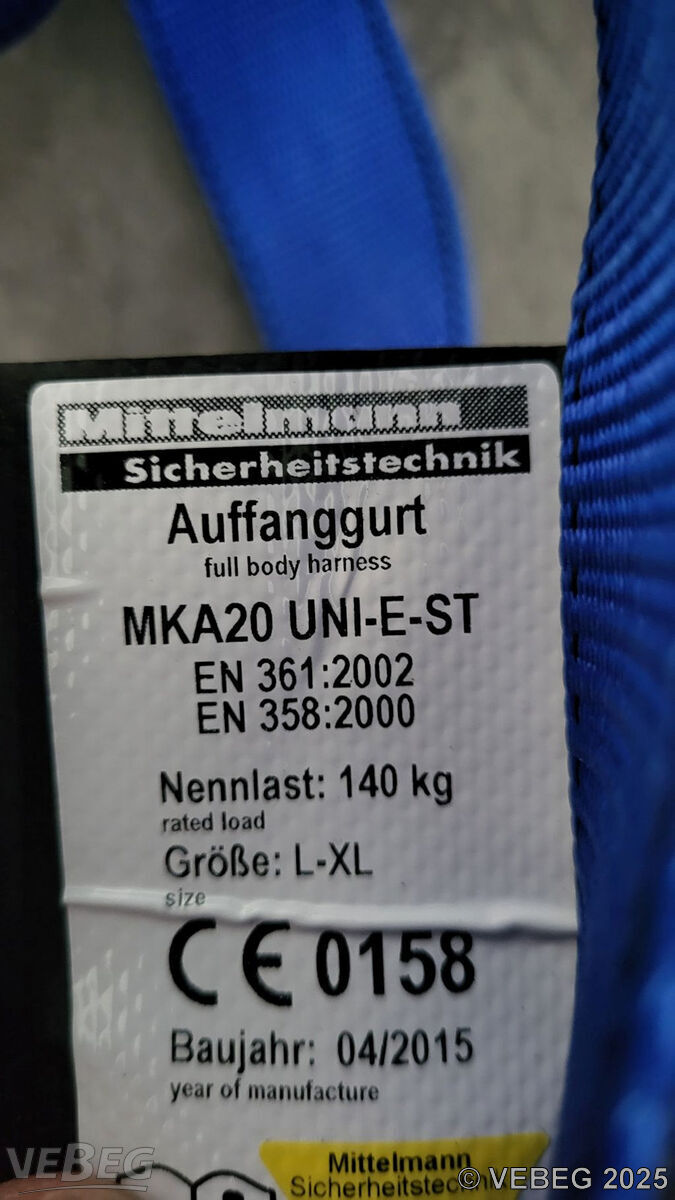 Mittelmann
Sicherheitstechnik
Auffanggurt
full body harness
MKA20 UNI-E-ST
EN 361:2002
EN 358:2000
Nennlast: 140 kg
rated load
Größe: L-XL
size
CE 0158
Baujahr: 04/2015
year of manufacture
Mittelmann
Sicherheitstechnik
VEBEG
© VEBEG 2025